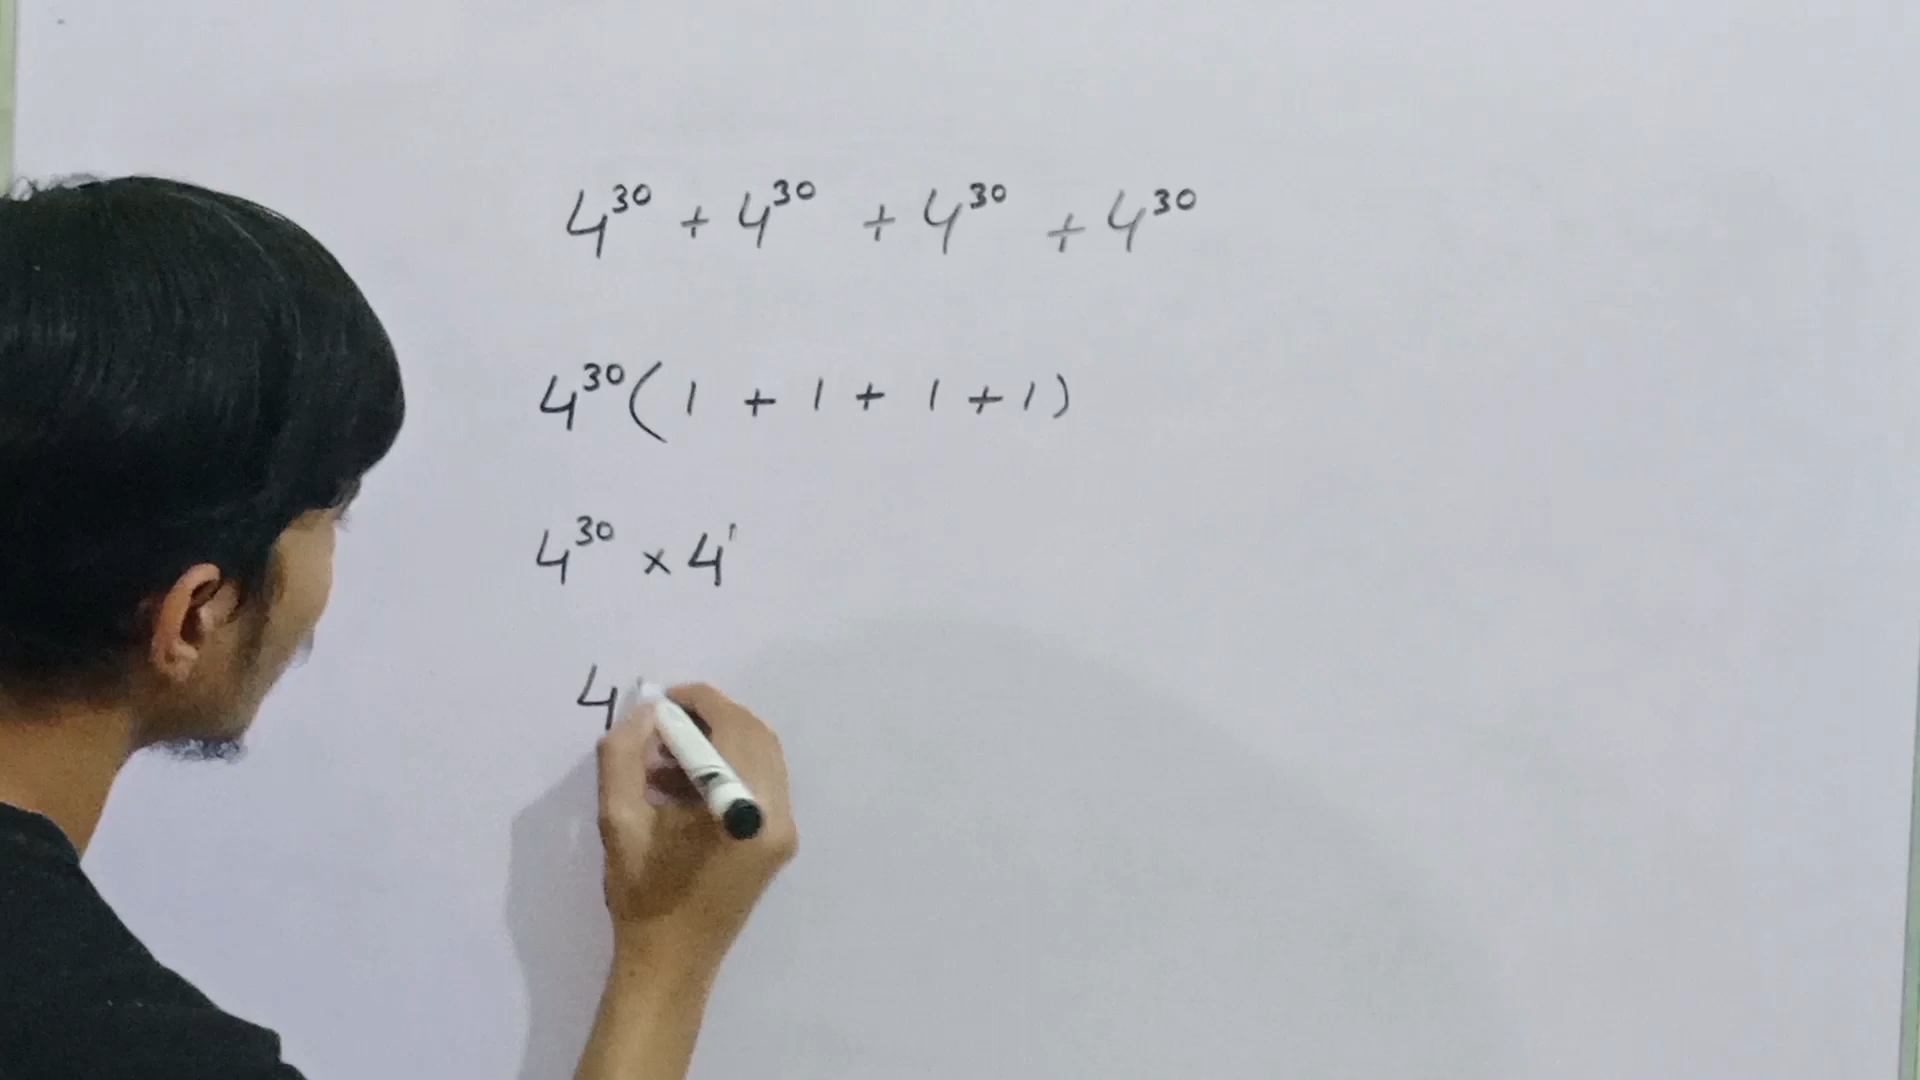 4³⁰ + 4³⁰ + 4³⁰ + 4³⁰
4³⁰(1 + 1 + 1 + 1)
4³⁰ × 4¹
4